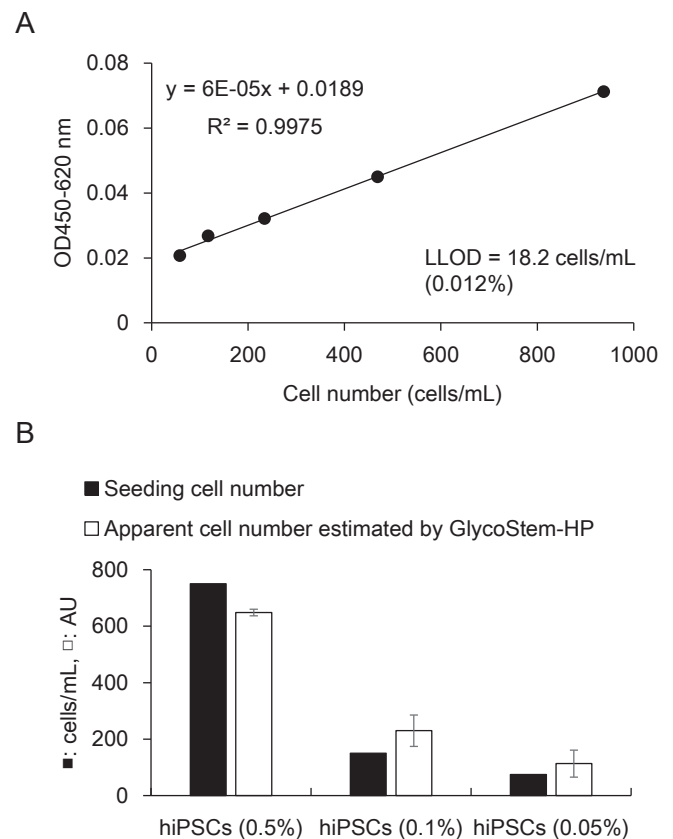 A
y = 6E-05x + 0.0189
R² = 0.9975
LLOD = 18.2 cells/mL
(0.012%)
OD450-620 nm
0.08
0.06
0.04
0.02
0
0 200 400 600 800 1000
Cell number (cells/mL)
B
■ Seeding cell number
□ Apparent cell number estimated by GlycoStem-HP
■: cells/mL, □: AU
800
600
400
200
0
hiPSCs (0.5%) hiPSCs (0.1%) hiPSCs (0.05%)